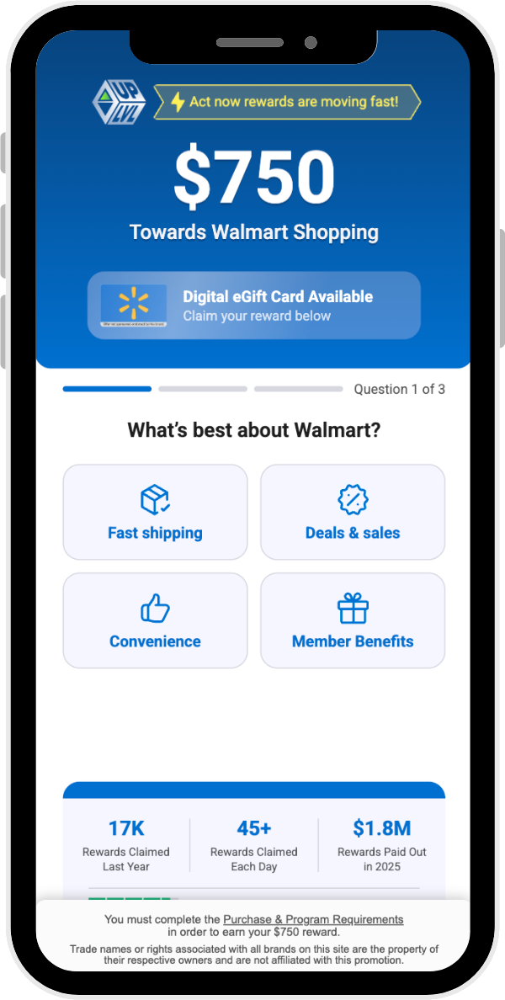 UP
LVL
Act now rewards are moving fast!
$750
Towards Walmart Shopping
Digital eGift Card Available
Claim your reward below
Question 1 of 3
What’s best about Walmart?
Fast shipping
Deals & sales
Convenience
Member Benefits
17K
Rewards Claimed
Last Year
45+
Rewards Claimed
Each Day
$1.8M
Rewards Paid Out
in 2025
You must complete the Purchase & Program Requirements
in order to earn your $750 reward.
Trade names or rights associated with all brands on this site are the property of
their respective owners and are not affiliated with this promotion.